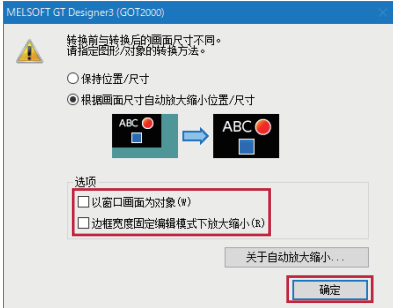 MELSOFT GT Designer3 (GOT2000)
转换前与转换后的画面尺寸不同。
请指定图形/对象的转换方法。
保持位置/尺寸
根据画面尺寸自动放大缩小位置/尺寸
ABC
ABC
选项
以窗口画面为对象(W)
边框宽度固定编辑模式下放大缩小(R)
关于自动放大缩小...
确定